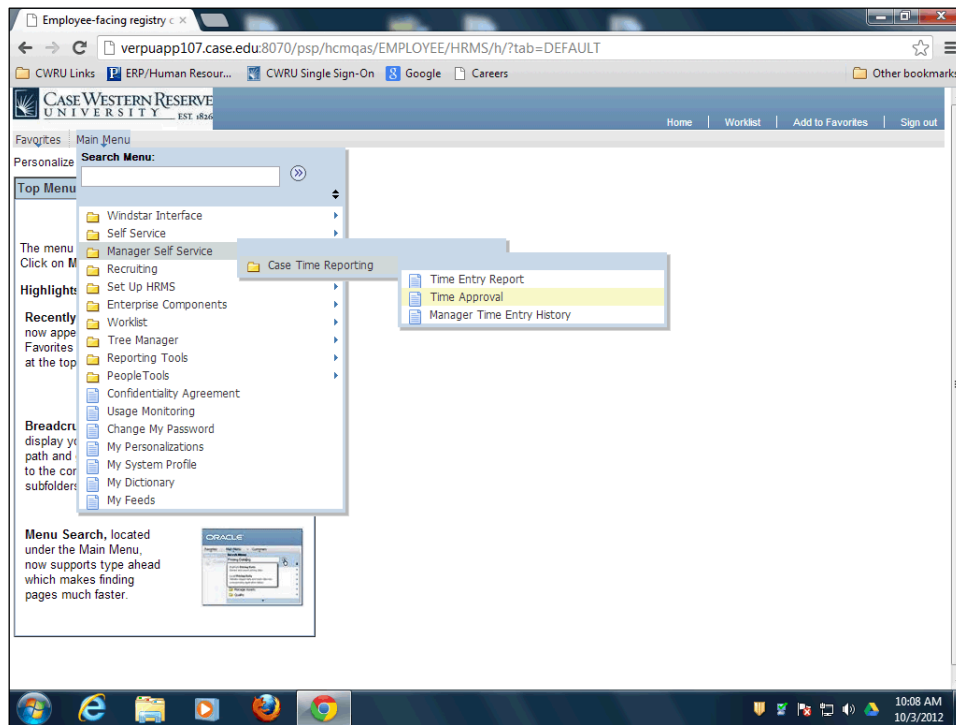 Employee-facing registry c ×
verpuapp107.case.edu:8070/psp/hcmqas/EMPLOYEE/HRMS/h/?tab=DEFAULT
CWRU Links ERP/Human Resour... CWRU Single Sign-On Google Careers Other bookmarks
CASE WESTERN RESERVE
UNIVERSITY EST. 1826
Home | Worklist | Add to Favorites | Sign out
Favorites Main Menu
Personalize
Search Menu:
Top Menu
Windstar Interface
Self Service
The menu
Manager Self Service
Click on M
Case Time Reporting
Time Entry Report
Time Approval
Manager Time Entry History
Recruiting
Highlights
Set Up HRMS
Enterprise Components
Recently
Worklist
now appe
Favorites
Tree Manager
at the top
Reporting Tools
PeopleTools
Confidentiality Agreement
Usage Monitoring
Breadcru
Change My Password
display yo
My Personalizations
path and
to the cor
My System Profile
subfolders
My Dictionary
My Feeds
Menu Search, located
under the Main Menu,
now supports type ahead
which makes finding
pages much faster.
ORACLE
10:08 AM
10/3/2012